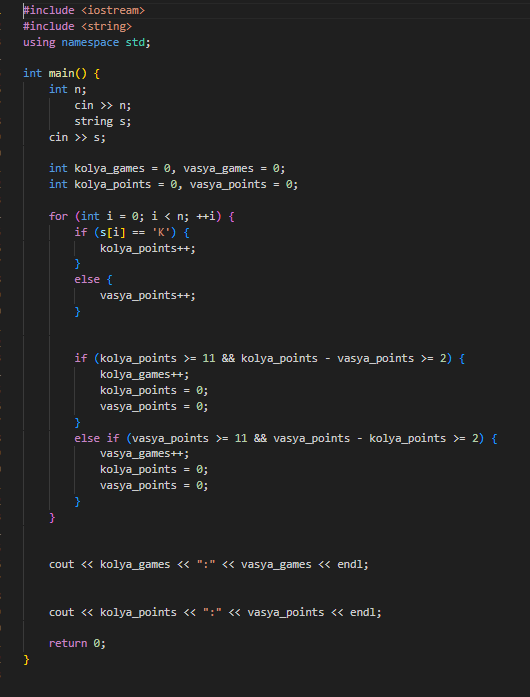 #include <iostream>
#include <string>
using namespace std;
int main() {
int n;
cin >> n;
string s;
cin >> s;
int kolya_games = 0, vasya_games = 0;
int kolya_points = 0, vasya_points = 0;
for (int i = 0; i < n; ++i) {
if (s[i] == 'K') {
kolya_points++;
}
else {
vasya_points++;
}
if (kolya_points >= 11 && kolya_points - vasya_points >= 2) {
kolya_games++;
kolya_points = 0;
vasya_points = 0;
}
else if (vasya_points >= 11 && vasya_points - kolya_points >= 2) {
vasya_games++;
kolya_points = 0;
vasya_points = 0;
}
}
cout << kolya_games << ":" << vasya_games << endl;
cout << kolya_points << ":" << vasya_points << endl;
return 0;
}